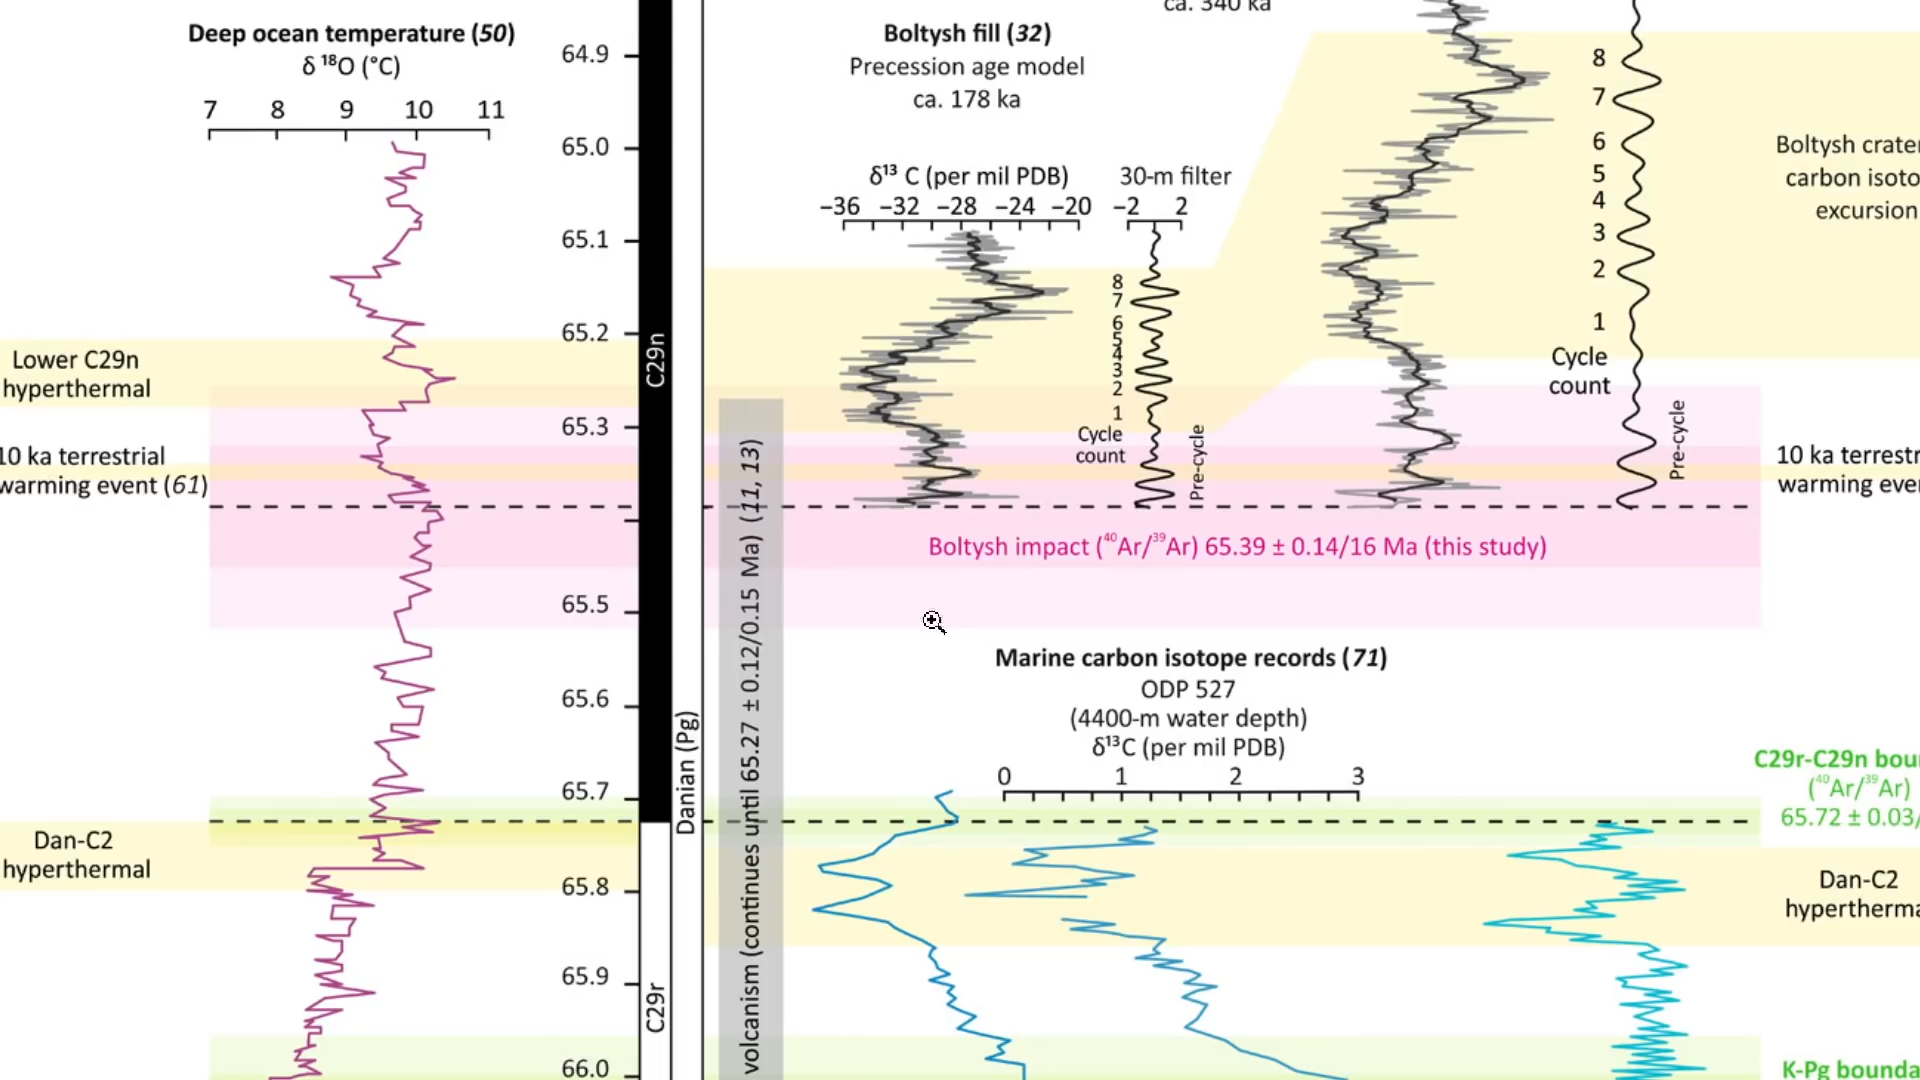 Deep ocean temperature (50)
δ ¹⁸O (°C)
7 8 9 10 11
64.9
65.0
65.1
65.2
65.3
65.5
65.6
65.7
65.8
65.9
66.0
C29n
C29r
Danian (Pg)
Lower C29n
hyperthermal
10 ka terrestrial
warming event (61)
Dan-C2
hyperthermal
volcanism (continues until 65.27 ± 0.12/0.15 Ma) (11, 13)
ca. 340 ka
Boltysh fill (32)
Precession age model
ca. 178 ka
δ¹³ C (per mil PDB)
−36 −32 −28 −24 −20
30-m filter
−2 2
8
7
6
5
4
3
2
1
Cycle
count
Pre-cycle
8
7
6
5
4
3
2
1
Cycle
count
Pre-cycle
Boltysh crater
carbon isoto
excursion
10 ka terrestr
warming eve
Boltysh impact (⁴⁰Ar/³⁹Ar) 65.39 ± 0.14/16 Ma (this study)
Marine carbon isotope records (71)
ODP 527
(4400-m water depth)
δ¹³C (per mil PDB)
0 1 2 3
C29r-C29n bou
(⁴⁰Ar/³⁹Ar)
65.72 ± 0.03/
Dan-C2
hypertherma
K-Pg bounda